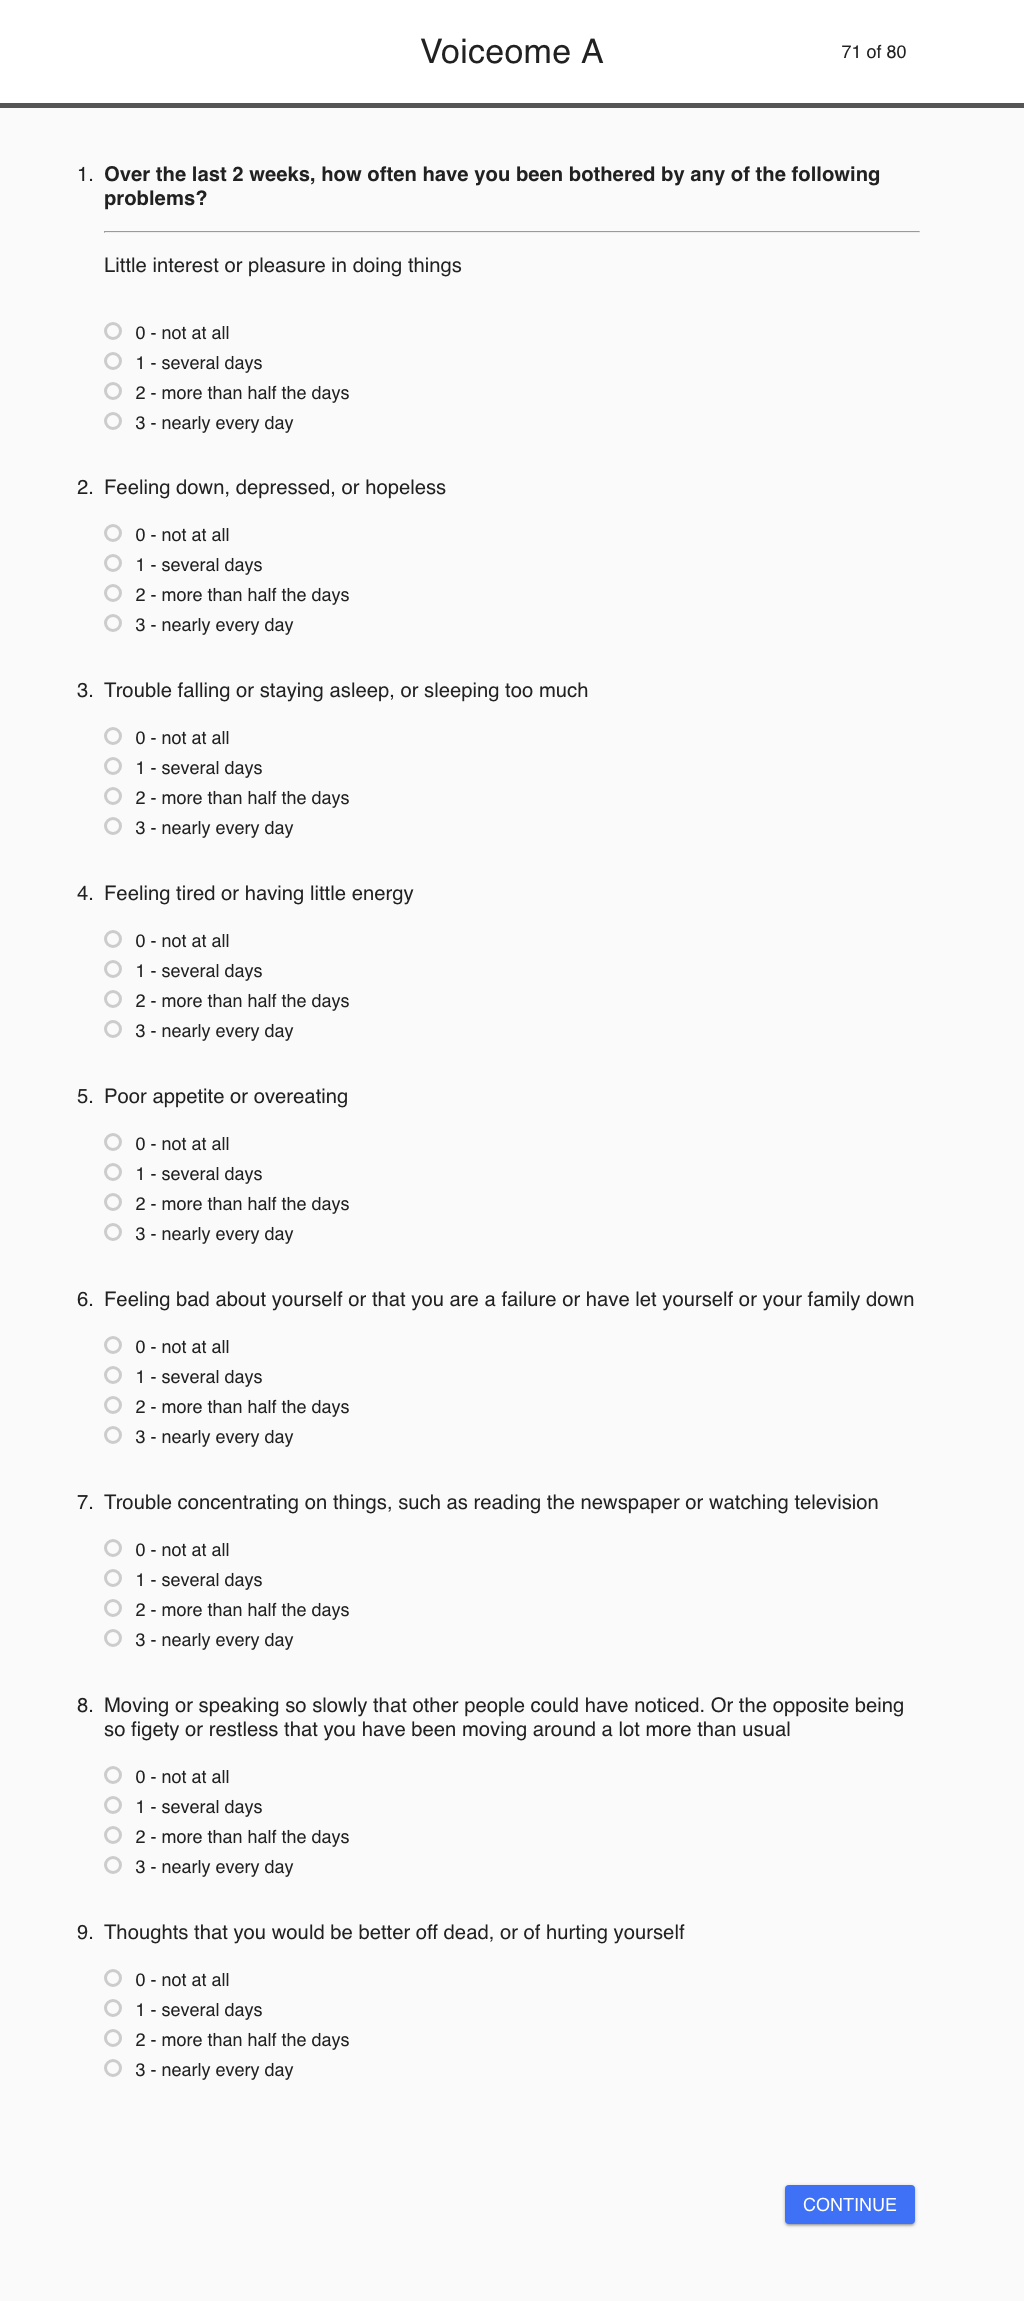 Voiceome A
71 of 80
1. Over the last 2 weeks, how often have you been bothered by any of the following
problems?
Little interest or pleasure in doing things
0 - not at all
1 - several days
2 - more than half the days
3 - nearly every day
2. Feeling down, depressed, or hopeless
0 - not at all
1 - several days
2 - more than half the days
3 - nearly every day
3. Trouble falling or staying asleep, or sleeping too much
0 - not at all
1 - several days
2 - more than half the days
3 - nearly every day
4. Feeling tired or having little energy
0 - not at all
1 - several days
2 - more than half the days
3 - nearly every day
5. Poor appetite or overeating
0 - not at all
1 - several days
2 - more than half the days
3 - nearly every day
6. Feeling bad about yourself or that you are a failure or have let yourself or your family down
0 - not at all
1 - several days
2 - more than half the days
3 - nearly every day
7. Trouble concentrating on things, such as reading the newspaper or watching television
0 - not at all
1 - several days
2 - more than half the days
3 - nearly every day
8. Moving or speaking so slowly that other people could have noticed. Or the opposite being
so figety or restless that you have been moving around a lot more than usual
0 - not at all
1 - several days
2 - more than half the days
3 - nearly every day
9. Thoughts that you would be better off dead, or of hurting yourself
0 - not at all
1 - several days
2 - more than half the days
3 - nearly every day
CONTINUE